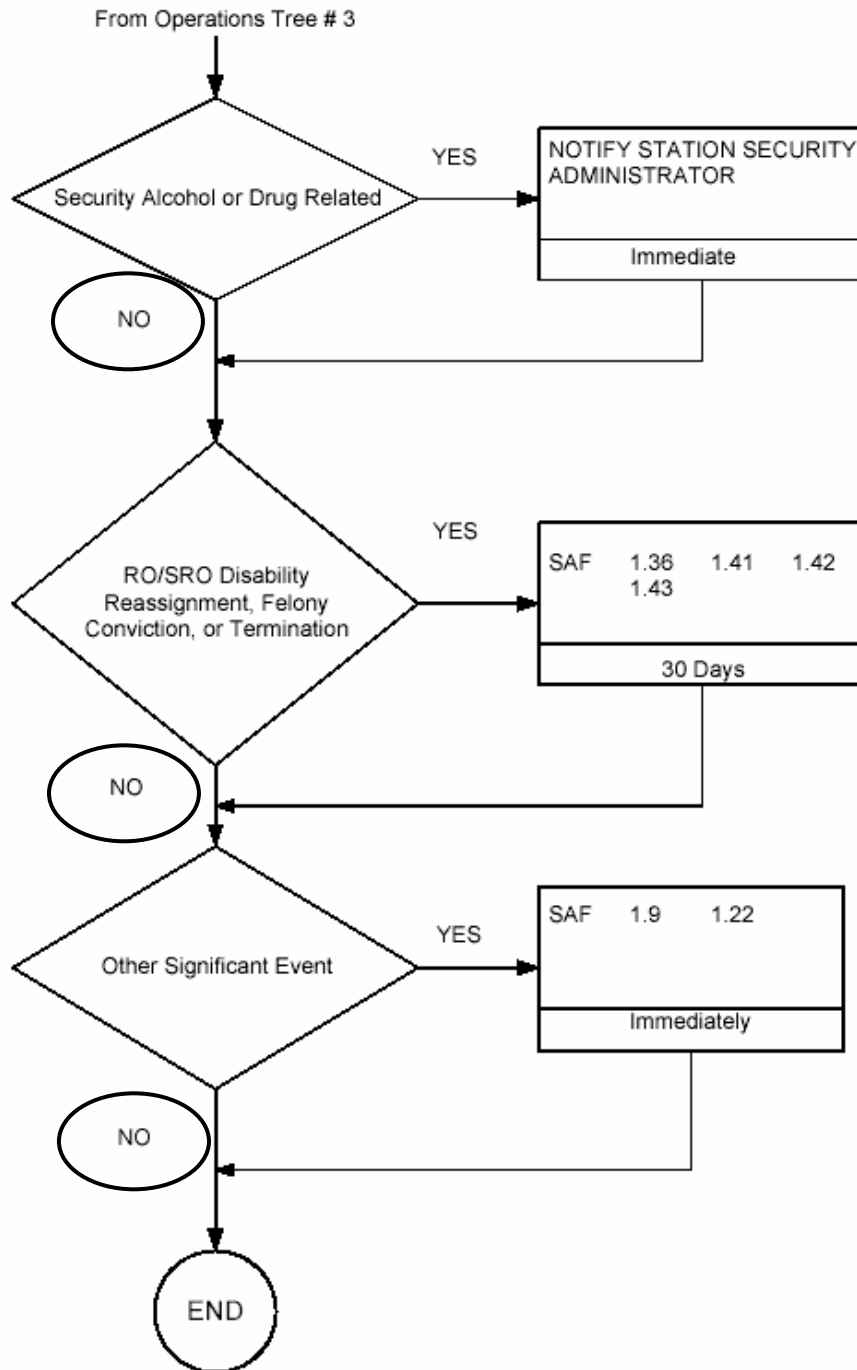 From Operations Tree # 3
Security Alcohol or Drug Related
YES
NOTIFY STATION SECURITY
ADMINISTRATOR
Immediate
NO
RO/SRO Disability
Reassignment, Felony
Conviction, or Termination
YES
SAF 1.36 1.41 1.42
1.43
30 Days
NO
Other Significant Event
YES
SAF 1.9 1.22
Immediately
NO
END